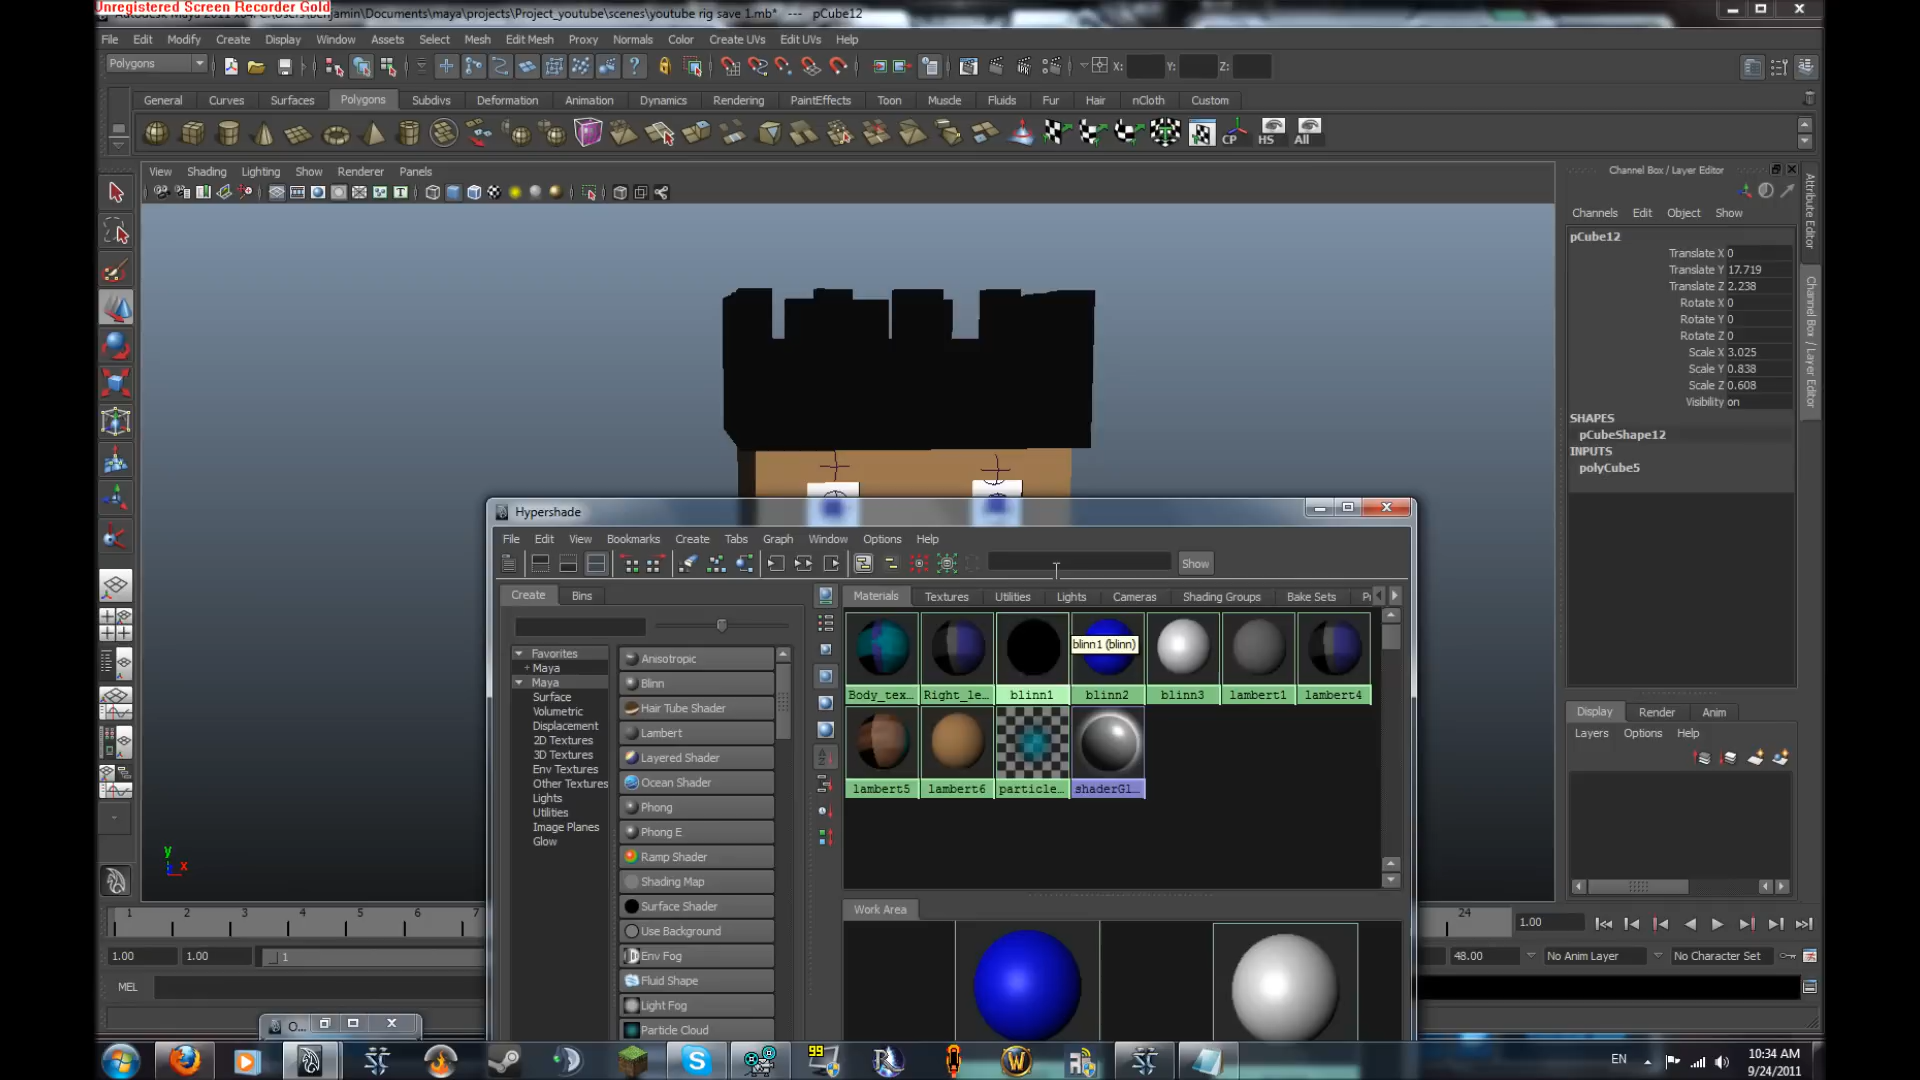 Unregistered Screen Recorder Gold
Autodesk Maya 2011 x64: C:\Users\Benjamin\Documents\maya\projects\Project_youtube\scenes\youtube rig save 1.mb* --- pCube12
File Edit Modify Create Display Window Assets Select Mesh Edit Mesh Proxy Normals Color Create UVs Edit UVs Help
Polygons X: Y: Z:
General Curves Surfaces Polygons Subdivs Deformation Animation Dynamics Rendering PaintEffects Toon Muscle Fluids Fur Hair nCloth Custom
CP HS All
View Shading Lighting Show Renderer Panels
Channel Box / Layer Editor
Channels Edit Object Show
pCube12
Translate X 0
Translate Y 17.719
Translate Z 2.238
Rotate X 0
Rotate Y 0
Rotate Z 0
Scale X 3.025
Scale Y 0.838
Scale Z 0.608
Visibility on
SHAPES
pCubeShape12
INPUTS
polyCube5
Attribute Editor
Channel Box / Layer Editor
Display Render Anim
Layers Options Help
Hypershade
File Edit View Bookmarks Create Tabs Graph Window Options Help
Show
Create Bins
Materials Textures Utilities Lights Cameras Shading Groups Bake Sets
Favorites
+ Maya
Maya
Surface
Volumetric
Displacement
2D Textures
3D Textures
Env Textures
Other Textures
Lights
Utilities
Image Planes
Glow
Anisotropic
Blinn
Hair Tube Shader
Lambert
Layered Shader
Ocean Shader
Phong
Phong E
Ramp Shader
Shading Map
Surface Shader
Use Background
Env Fog
Fluid Shape
Light Fog
Particle Cloud
blinn1 (blinn)
Body_tex... Right_le... blinn1 blinn2 blinn3 lambert1 lambert4
lambert5 lambert6 particle... shaderGl...
Work Area
y
x
1 2 3 4 5 6 7 24 1.00
1.00 1.00 1 48.00 No Anim Layer No Character Set
MEL
O...
99
EN 10:34 AM
9/24/2011